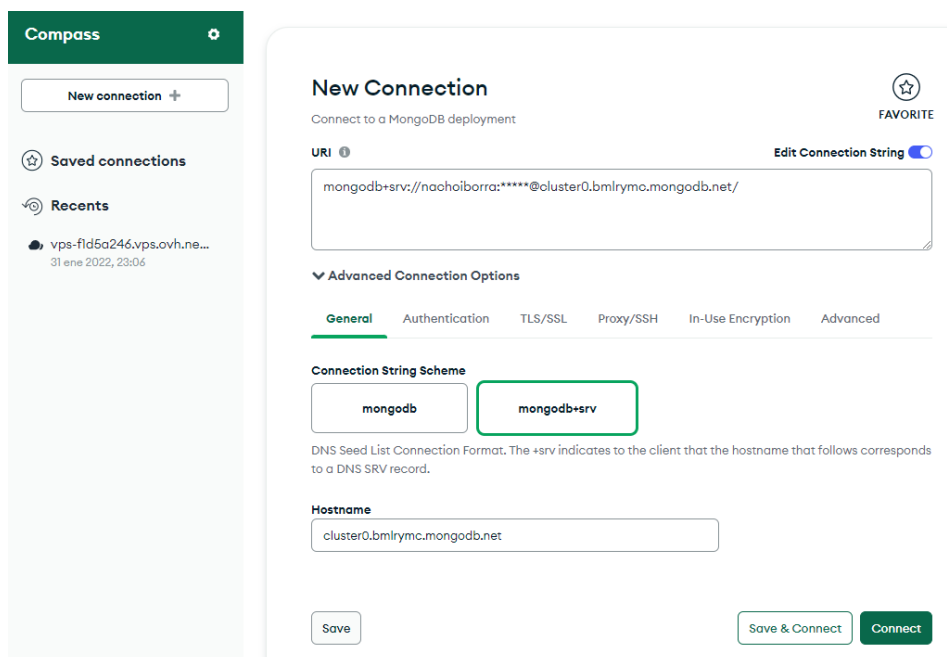 Compass
New connection +
Saved connections
Recents
vps-f1d5a246.vps.ovh.ne...
31 ene 2022, 23:06
New Connection
FAVORITE
Connect to a MongoDB deployment
URI
Edit Connection String
mongodb+srv://nachoiborra:*****@cluster0.bmlrymc.mongodb.net/
Advanced Connection Options
General Authentication TLS/SSL Proxy/SSH In-Use Encryption Advanced
Connection String Scheme
mongodb mongodb+srv
DNS Seed List Connection Format. The +srv indicates to the client that the hostname that follows corresponds
to a DNS SRV record.
Hostname
cluster0.bmlrymc.mongodb.net
Save Save & Connect Connect